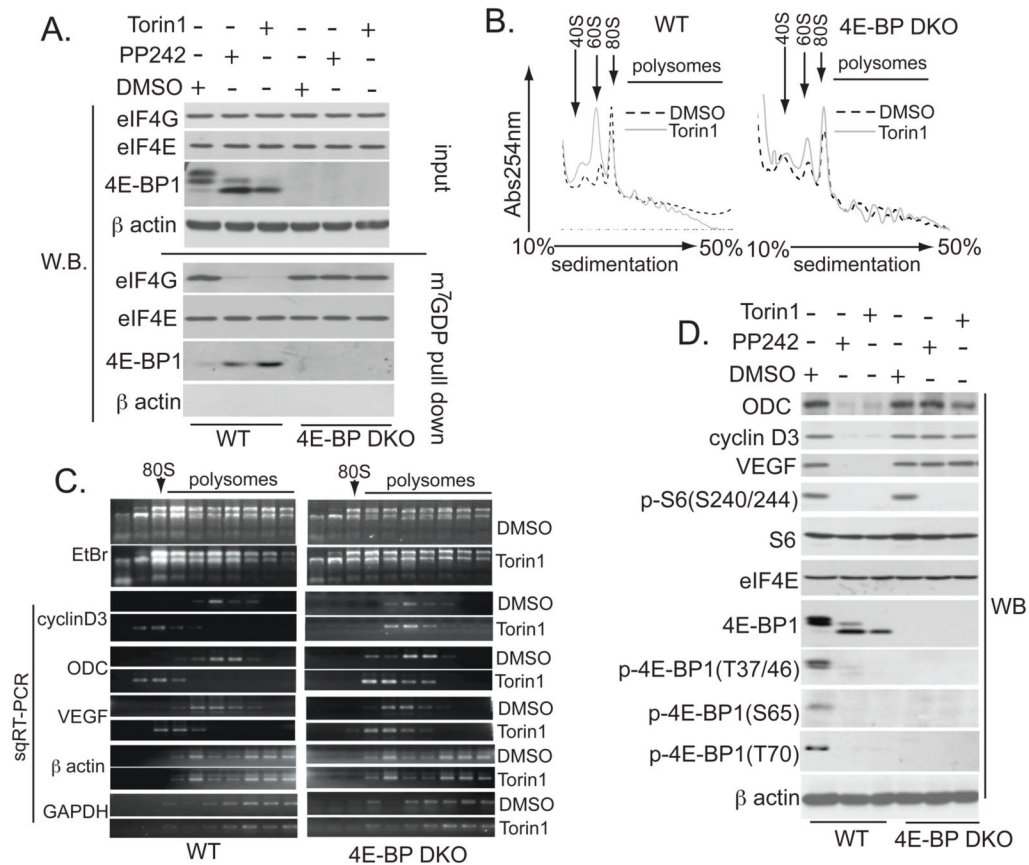 A.
Torin1 - - + - - +
PP242 - + - - + -
DMSO + - - + - -
W.B.
eIF4G
eIF4E
4E-BP1
β actin
input
eIF4G
eIF4E
4E-BP1
β actin
m7GDP pull down
WT
4E-BP DKO
B.
WT
40S
60S
80S
polysomes
DMSO
Torin1
4E-BP DKO
40S
60S
80S
polysomes
DMSO
Torin1
Abs254nm
10% 50%
sedimentation
10% 50%
sedimentation
C.
80S polysomes
80S polysomes
EtBr
DMSO
Torin1
sqRT-PCR
cyclinD3
DMSO
Torin1
ODC
DMSO
Torin1
VEGF
DMSO
Torin1
β actin
DMSO
Torin1
GAPDH
DMSO
Torin1
WT
4E-BP DKO
D.
Torin1 - - + - - +
PP242 - + - - + -
DMSO + - - + - -
ODC
cyclin D3
VEGF
p-S6(S240/244)
S6
eIF4E
4E-BP1
p-4E-BP1(T37/46)
p-4E-BP1(S65)
p-4E-BP1(T70)
β actin
WB
WT
4E-BP DKO